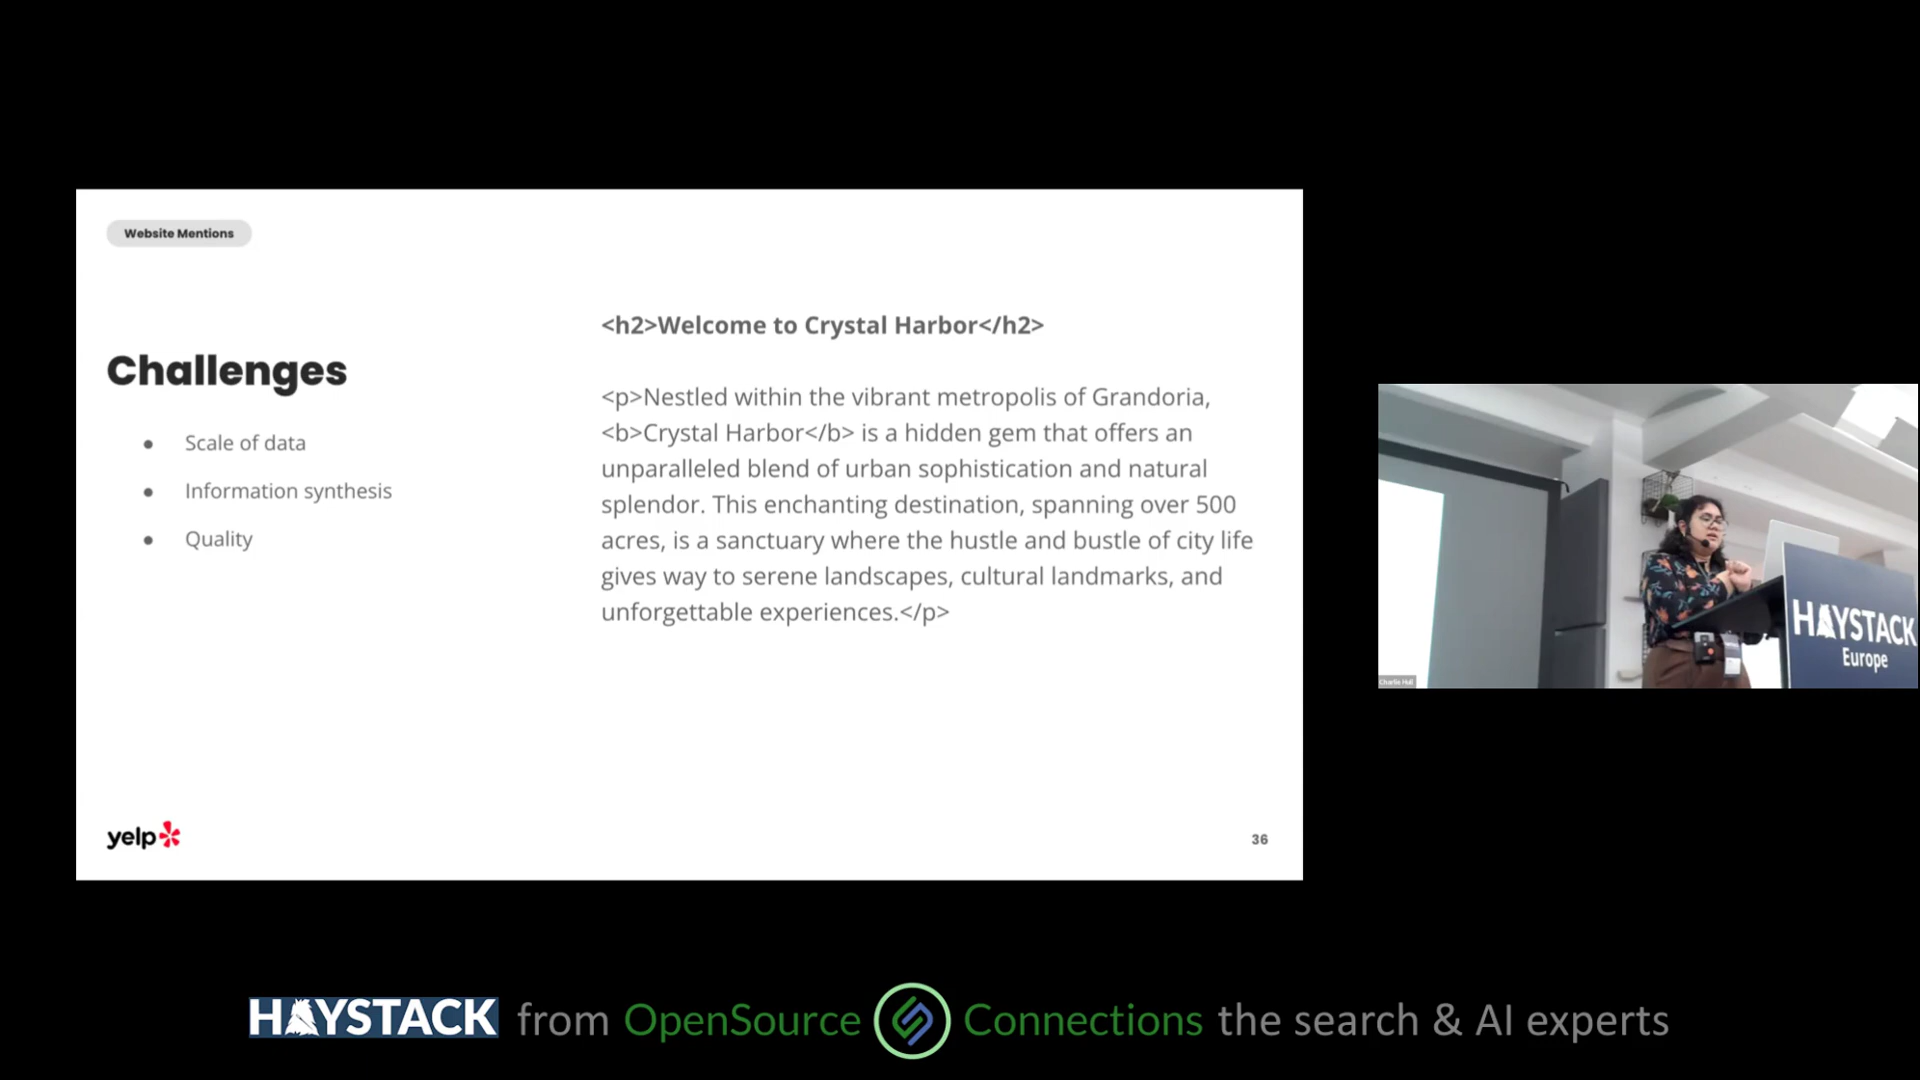 Website Mentions
Challenges
Scale of data
Information synthesis
Quality
<h2>Welcome to Crystal Harbor</h2>
<p>Nestled within the vibrant metropolis of Grandoria,
<b>Crystal Harbor</b> is a hidden gem that offers an
unparalleled blend of urban sophistication and natural
splendor. This enchanting destination, spanning over 500
acres, is a sanctuary where the hustle and bustle of city life
gives way to serene landscapes, cultural landmarks, and
unforgettable experiences.</p>
yelp
36
HAYSTACK
Europe
Charlie Hull
HAYSTACK from OpenSource Connections the search & AI experts